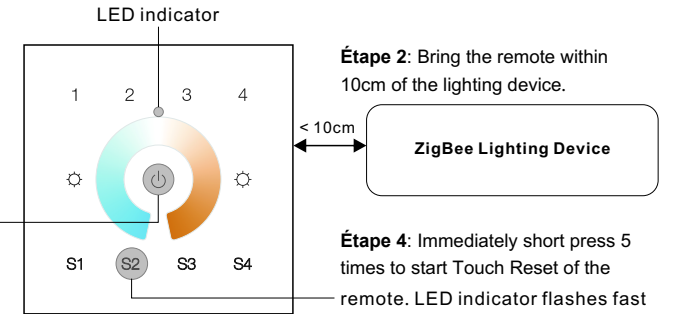 LED indicator
Étape 2: Bring the remote within
10cm of the lighting device.
1 2 3 4
< 10cm
ZigBee Lighting Device
S1 S2 S3 S4
Étape 4: Immediately short press 5
times to start Touch Reset of the
remote. LED indicator flashes fast